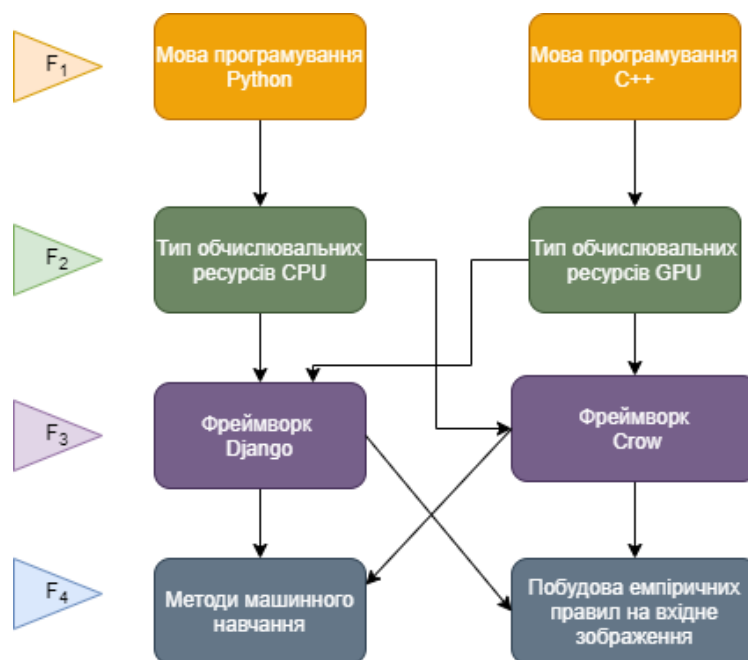 F1
Мова програмування
Python
Мова програмування
C++
F2
Тип обчислювальних
ресурсів CPU
Тип обчислювальних
ресурсів GPU
F3
Фреймворк
Django
Фреймворк
Crow
F4
Методи машинного
навчання
Побудова емпіричних
правил на вхідне
зображення